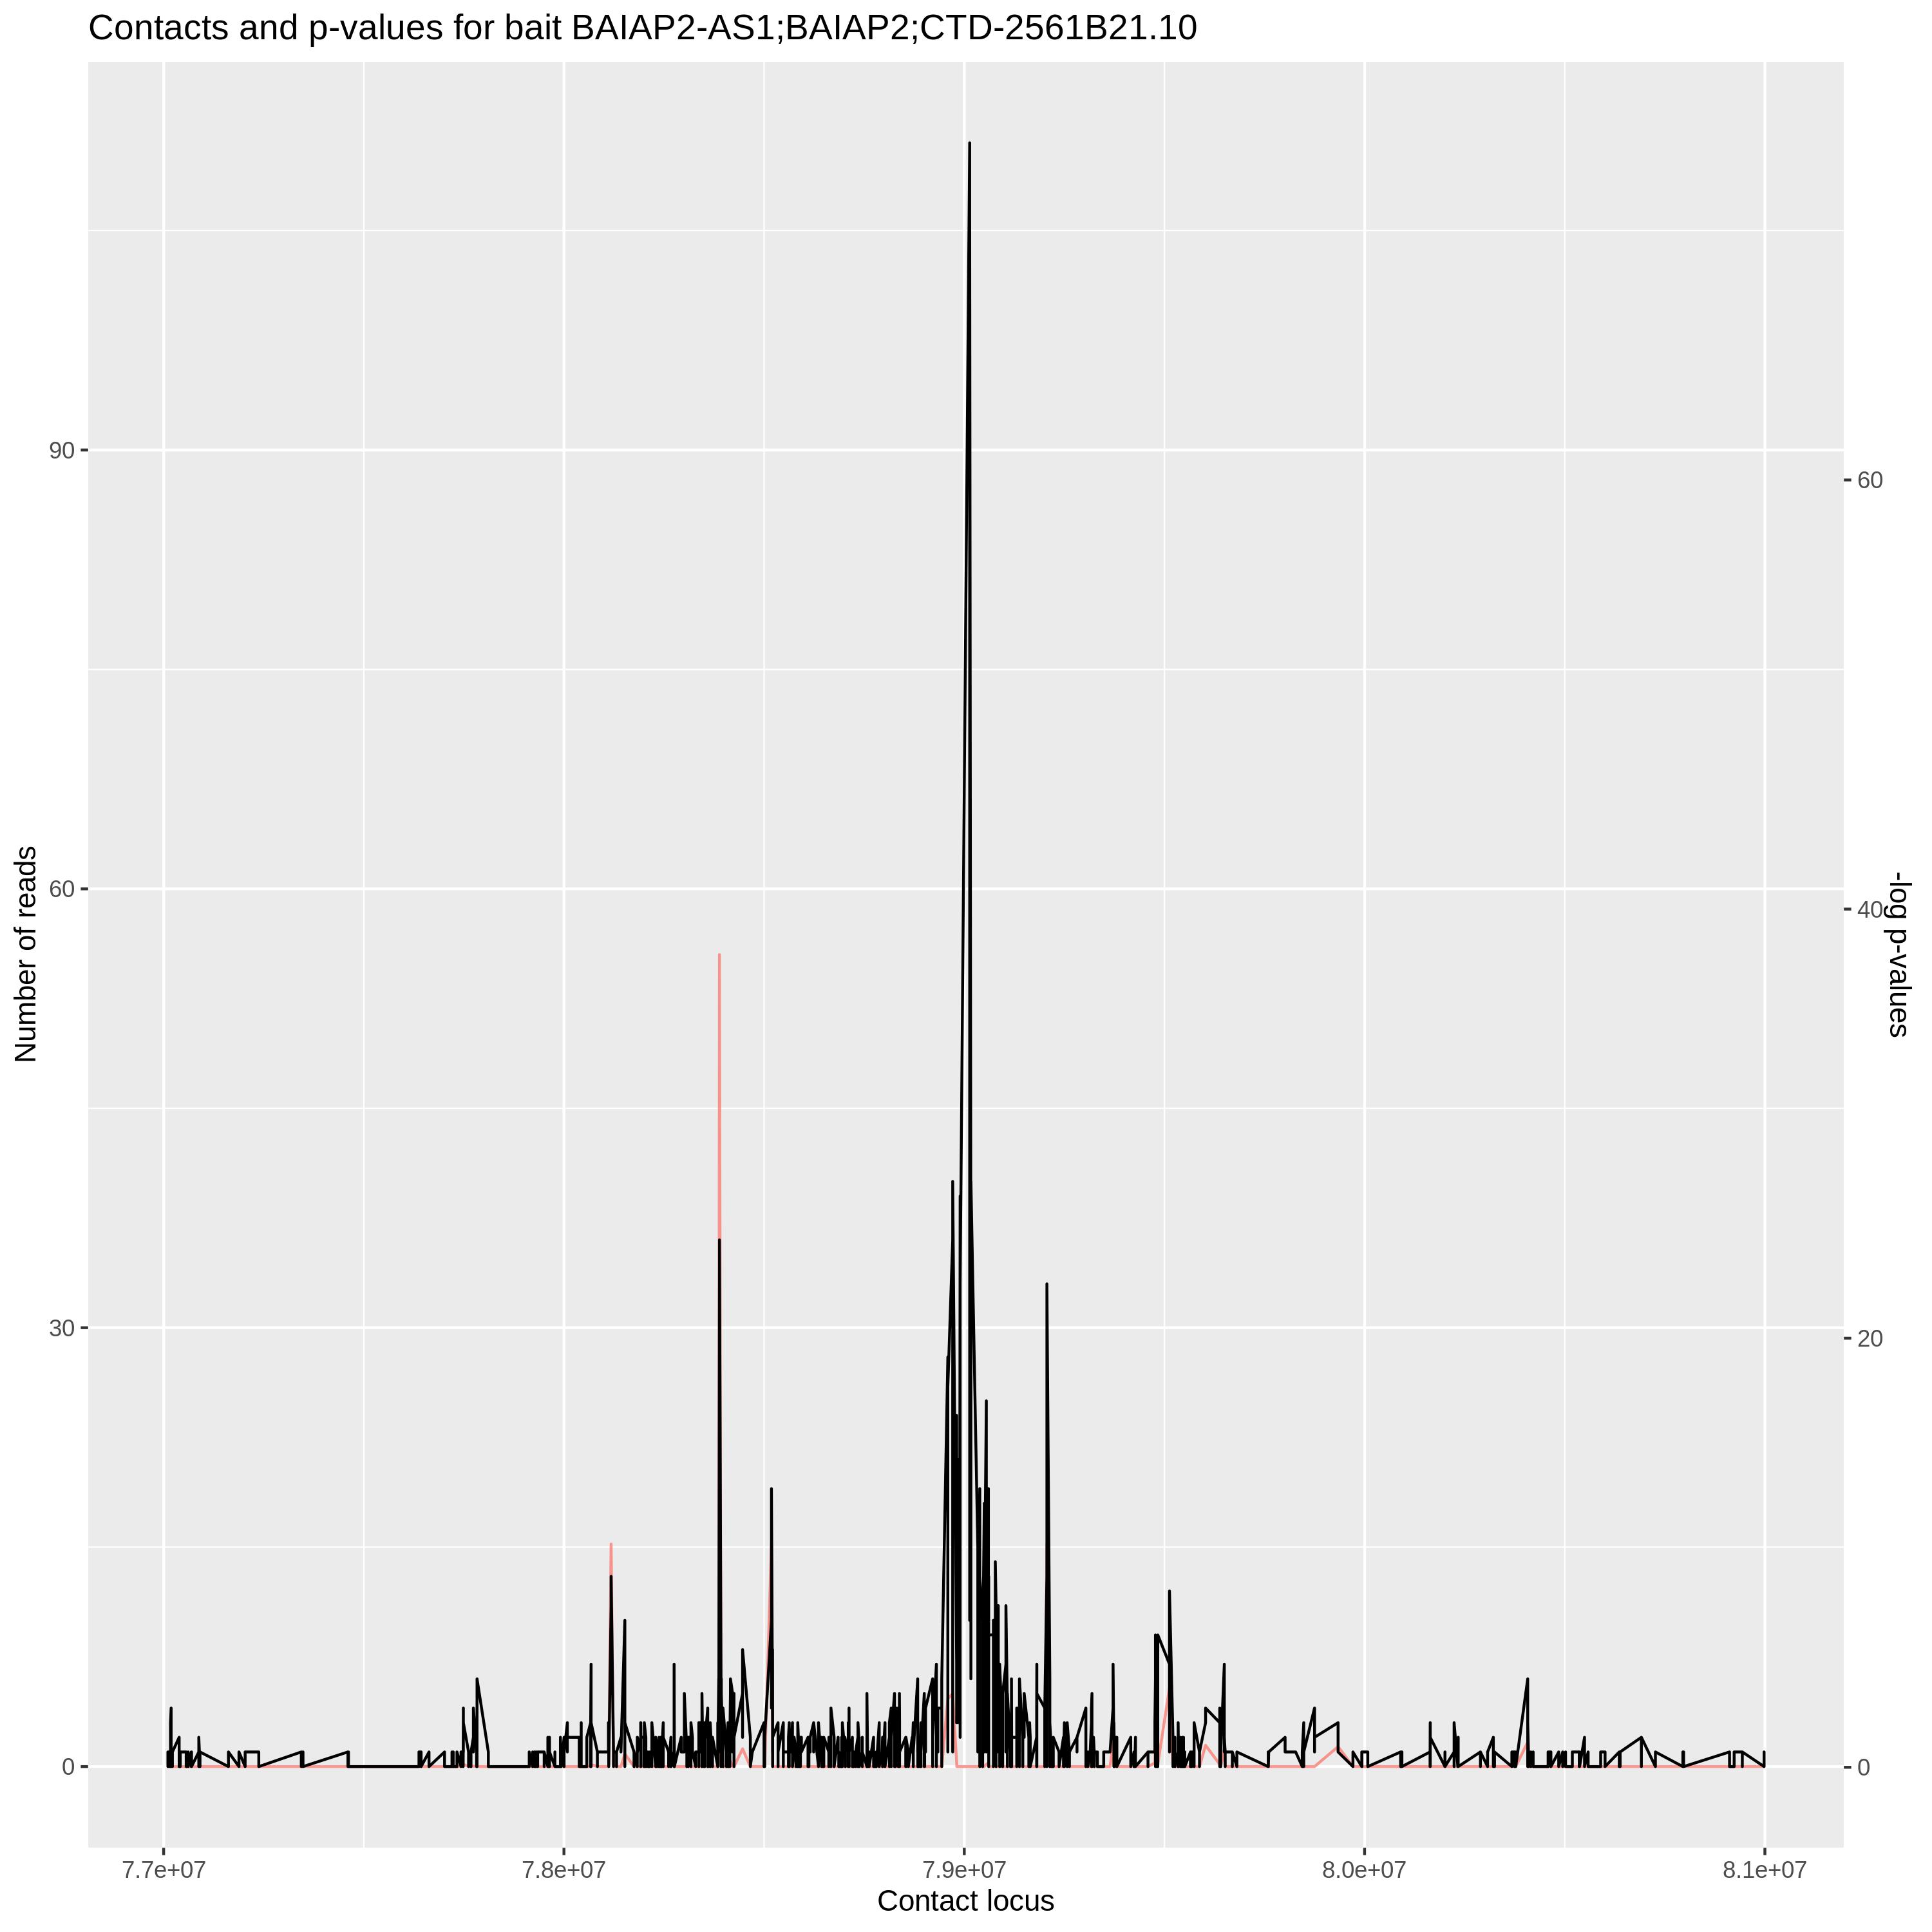 Contacts and p-values for bait BAIAP2-AS1;BAIAP2;CTD-2561B21.10
90
60
30
0
Number of reads
60
40
20
0
-log p-values
7.7e+07 7.8e+07 7.9e+07 8.0e+07 8.1e+07
Contact locus